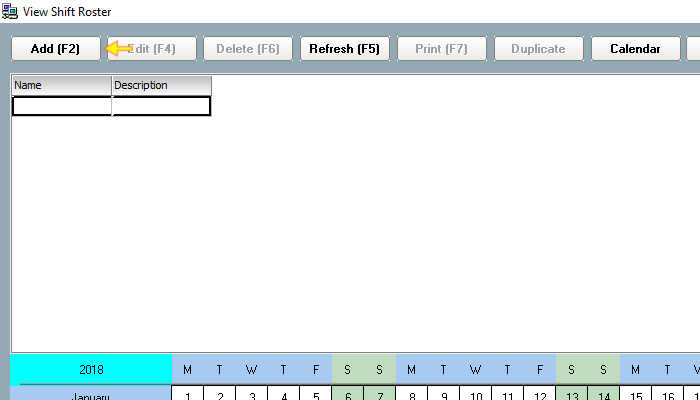 View Shift Roster
Add (F2) Edit (F4) Delete (F6) Refresh (F5) Print (F7) Duplicate Calendar
Name Description
2018 M T W T F S S M T W T F S S M T
January 1 2 3 4 5 6 7 8 9 10 11 12 13 14 15 16